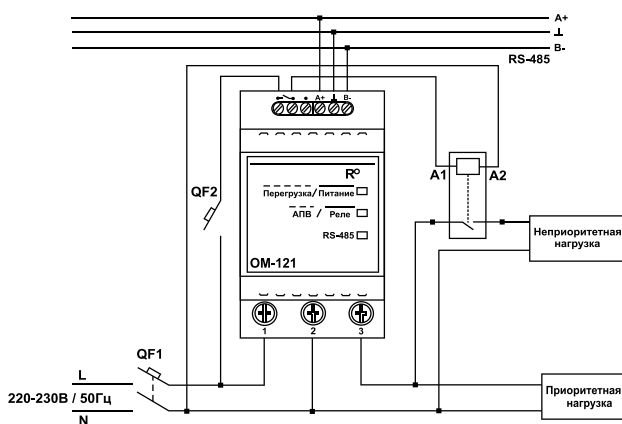 A+
⊥
B-
RS-485
A+ ⊥ B-
QF2
R°
Перегрузка/Питание
АПВ / Реле
RS-485
ОМ-121
A1
A2
Неприоритетная
нагрузка
1
2
3
QF1
L
220-230В / 50Гц
N
Приоритетная
нагрузка